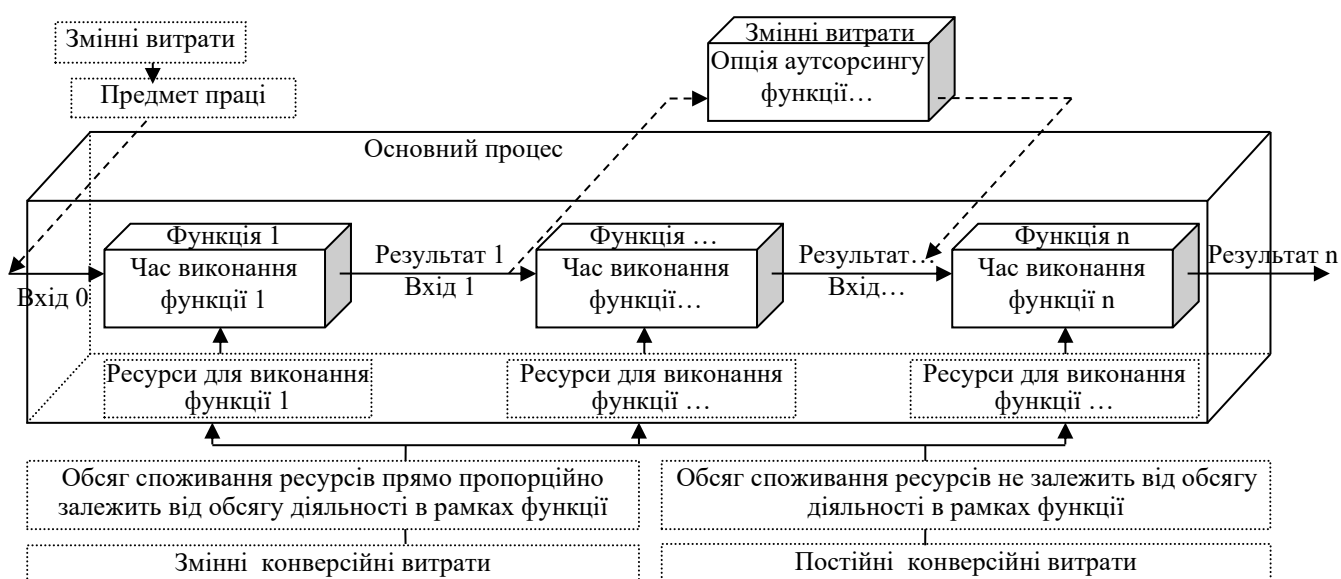 Змінні витрати
Предмет праці
Змінні витрати
Опція аутсорсингу
функції…
Основний процес
Функція 1
Час виконання
функції 1
Результат 1
Вхід 1
Функція …
Час виконання
функції…
Результат…
Вхід…
Функція n
Час виконання
функції n
Результат n
Вхід 0
Ресурси для виконання
функції 1
Ресурси для виконання
функції …
Ресурси для виконання
функції …
Обсяг споживання ресурсів прямо пропорційно
залежить від обсягу діяльності в рамках функції
Обсяг споживання ресурсів не залежить від обсягу
діяльності в рамках функції
Змінні конверсійні витрати
Постійні конверсійні витрати